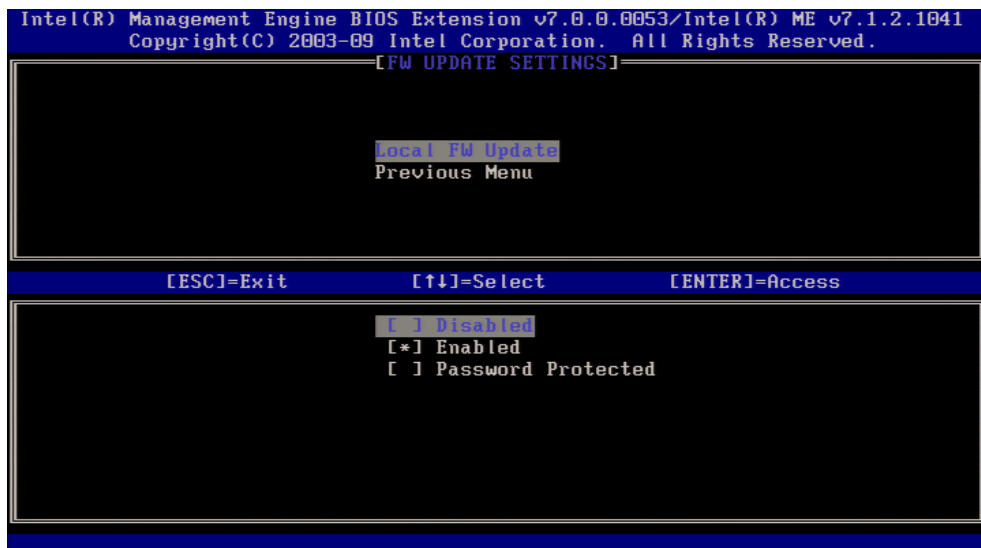 Intel(R) Management Engine BIOS Extension v7.0.0.0053/Intel(R) ME v7.1.2.1041
Copyright(C) 2003-09 Intel Corporation. All Rights Reserved.
[FW UPDATE SETTINGS]
Local FW Update
Previous Menu
[ESC]=Exit [↑↓]=Select [ENTER]=Access
[ ] Disabled
[*] Enabled
[ ] Password Protected